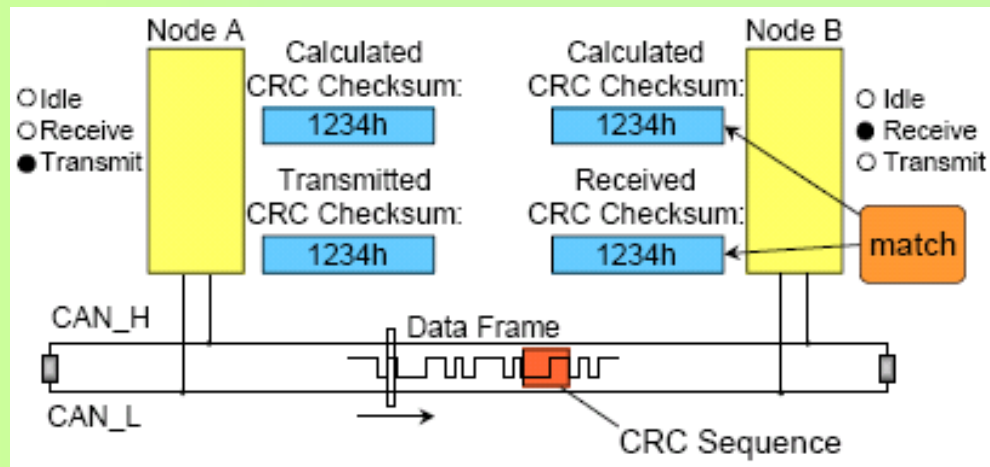 Node A
Node B
Calculated
CRC Checksum:
1234h
Calculated
CRC Checksum:
1234h
Idle
Receive
Transmit
Idle
Receive
Transmit
Transmitted
CRC Checksum:
1234h
Received
CRC Checksum:
1234h
match
CAN_H
Data Frame
CAN_L
CRC Sequence